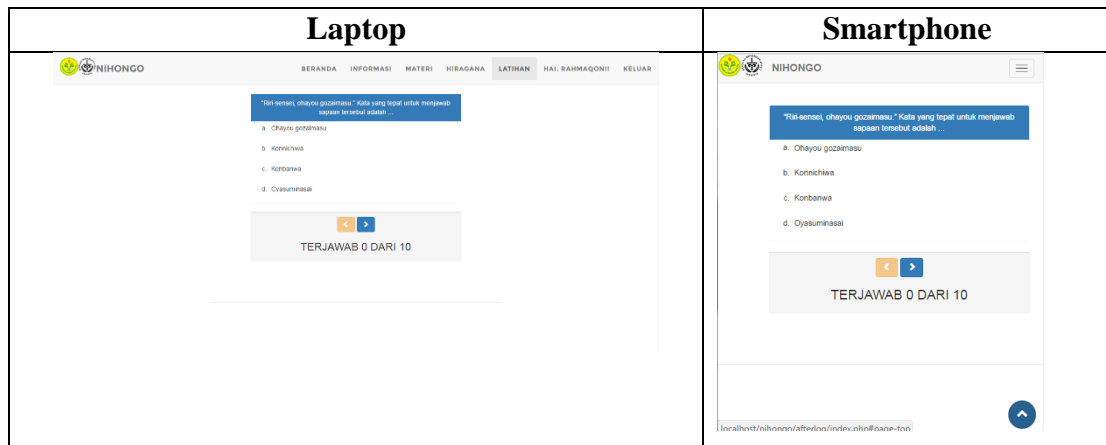 Laptop
Smartphone
NIHONGO
BERANDA INFORMASI MATERI HIRAGANA LATIHAN HAI, RAHMAQONI!! KELUAR
"Riri-sensei, ohayou gozaimasu." Kata yang tepat untuk menjawab
sapaan tersebut adalah ...
a. Ohayou gozaimasu
b. Konnichiwa
c. Konbanwa
d. Oyasuminasai
TERJAWAB 0 DARI 10
NIHONGO
"Riri-sensei, ohayou gozaimasu." Kata yang tepat untuk menjawab
sapaan tersebut adalah ...
a. Ohayou gozaimasu
b. Konnichiwa
c. Konbanwa
d. Oyasuminasai
TERJAWAB 0 DARI 10
localhost/nihongo/afterlog/index.php#page-top